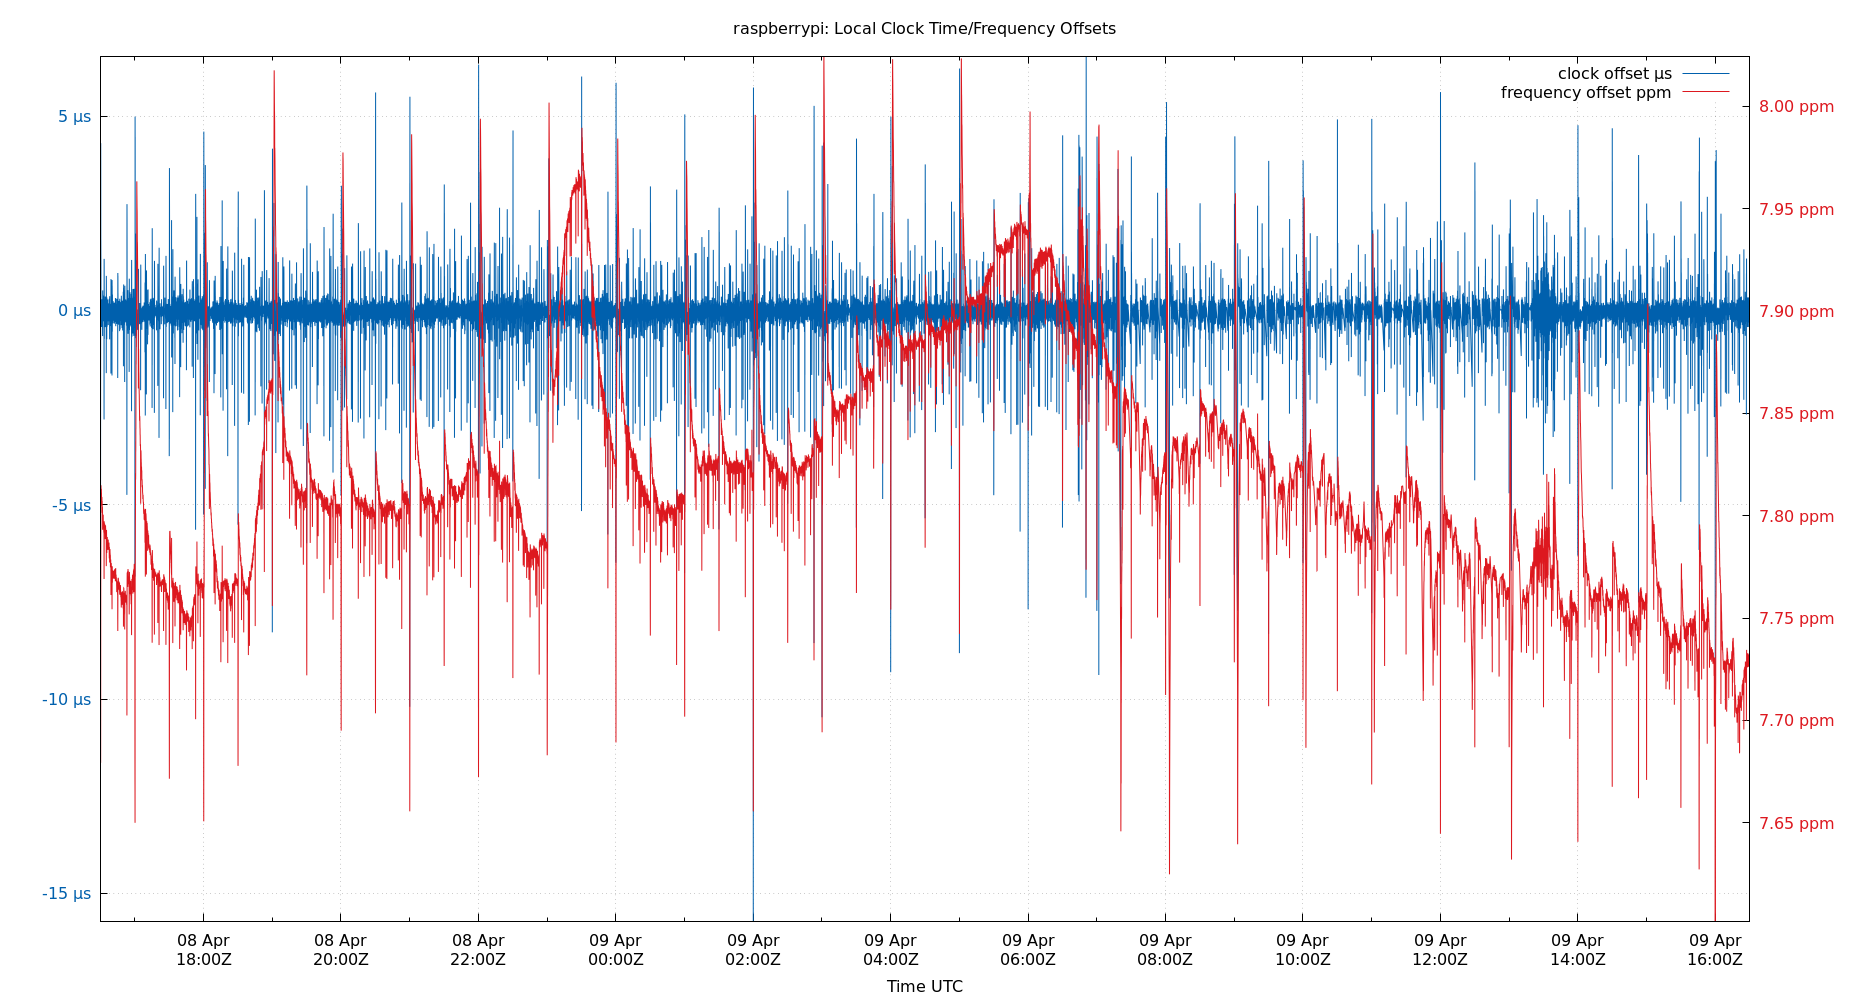 raspberrypi: Local Clock Time/Frequency Offsets
clock offset µs
frequency offset ppm
5 µs
0 µs
-5 µs
-10 µs
-15 µs
8.00 ppm
7.95 ppm
7.90 ppm
7.85 ppm
7.80 ppm
7.75 ppm
7.70 ppm
7.65 ppm
08 Apr 08 Apr 08 Apr 09 Apr 09 Apr 09 Apr 09 Apr 09 Apr 09 Apr 09 Apr 09 Apr 09 Apr
18:00Z 20:00Z 22:00Z 00:00Z 02:00Z 04:00Z 06:00Z 08:00Z 10:00Z 12:00Z 14:00Z 16:00Z
Time UTC